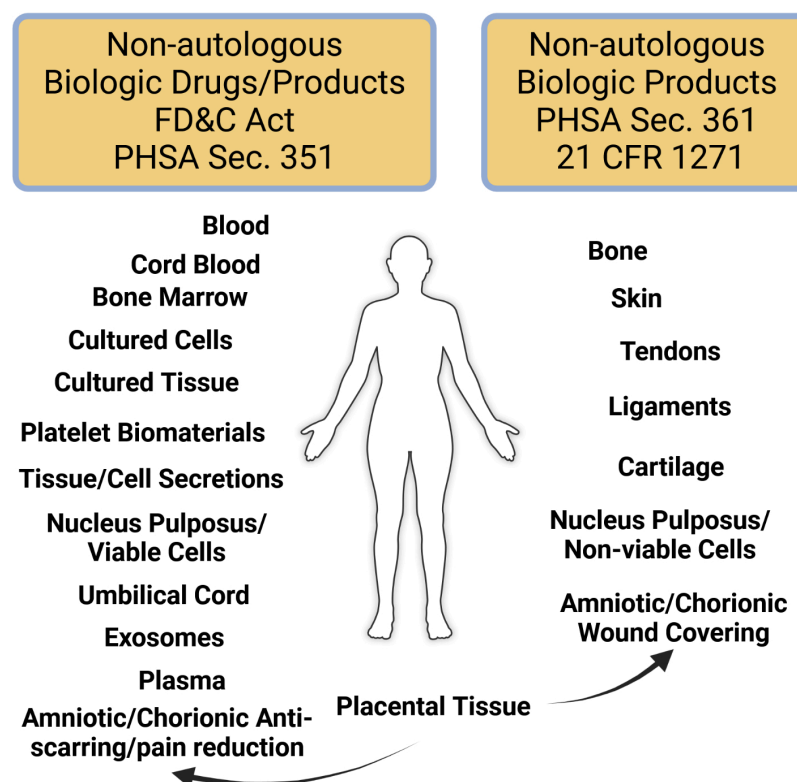 Non-autologous
Biologic Drugs/Products
FD&C Act
PHSA Sec. 351
Non-autologous
Biologic Products
PHSA Sec. 361
21 CFR 1271
Blood
Cord Blood
Bone Marrow
Cultured Cells
Cultured Tissue
Platelet Biomaterials
Tissue/Cell Secretions
Nucleus Pulposus/
Viable Cells
Umbilical Cord
Exosomes
Plasma
Amniotic/Chorionic Anti-
scarring/pain reduction
Placental Tissue
Bone
Skin
Tendons
Ligaments
Cartilage
Nucleus Pulposus/
Non-viable Cells
Amniotic/Chorionic
Wound Covering